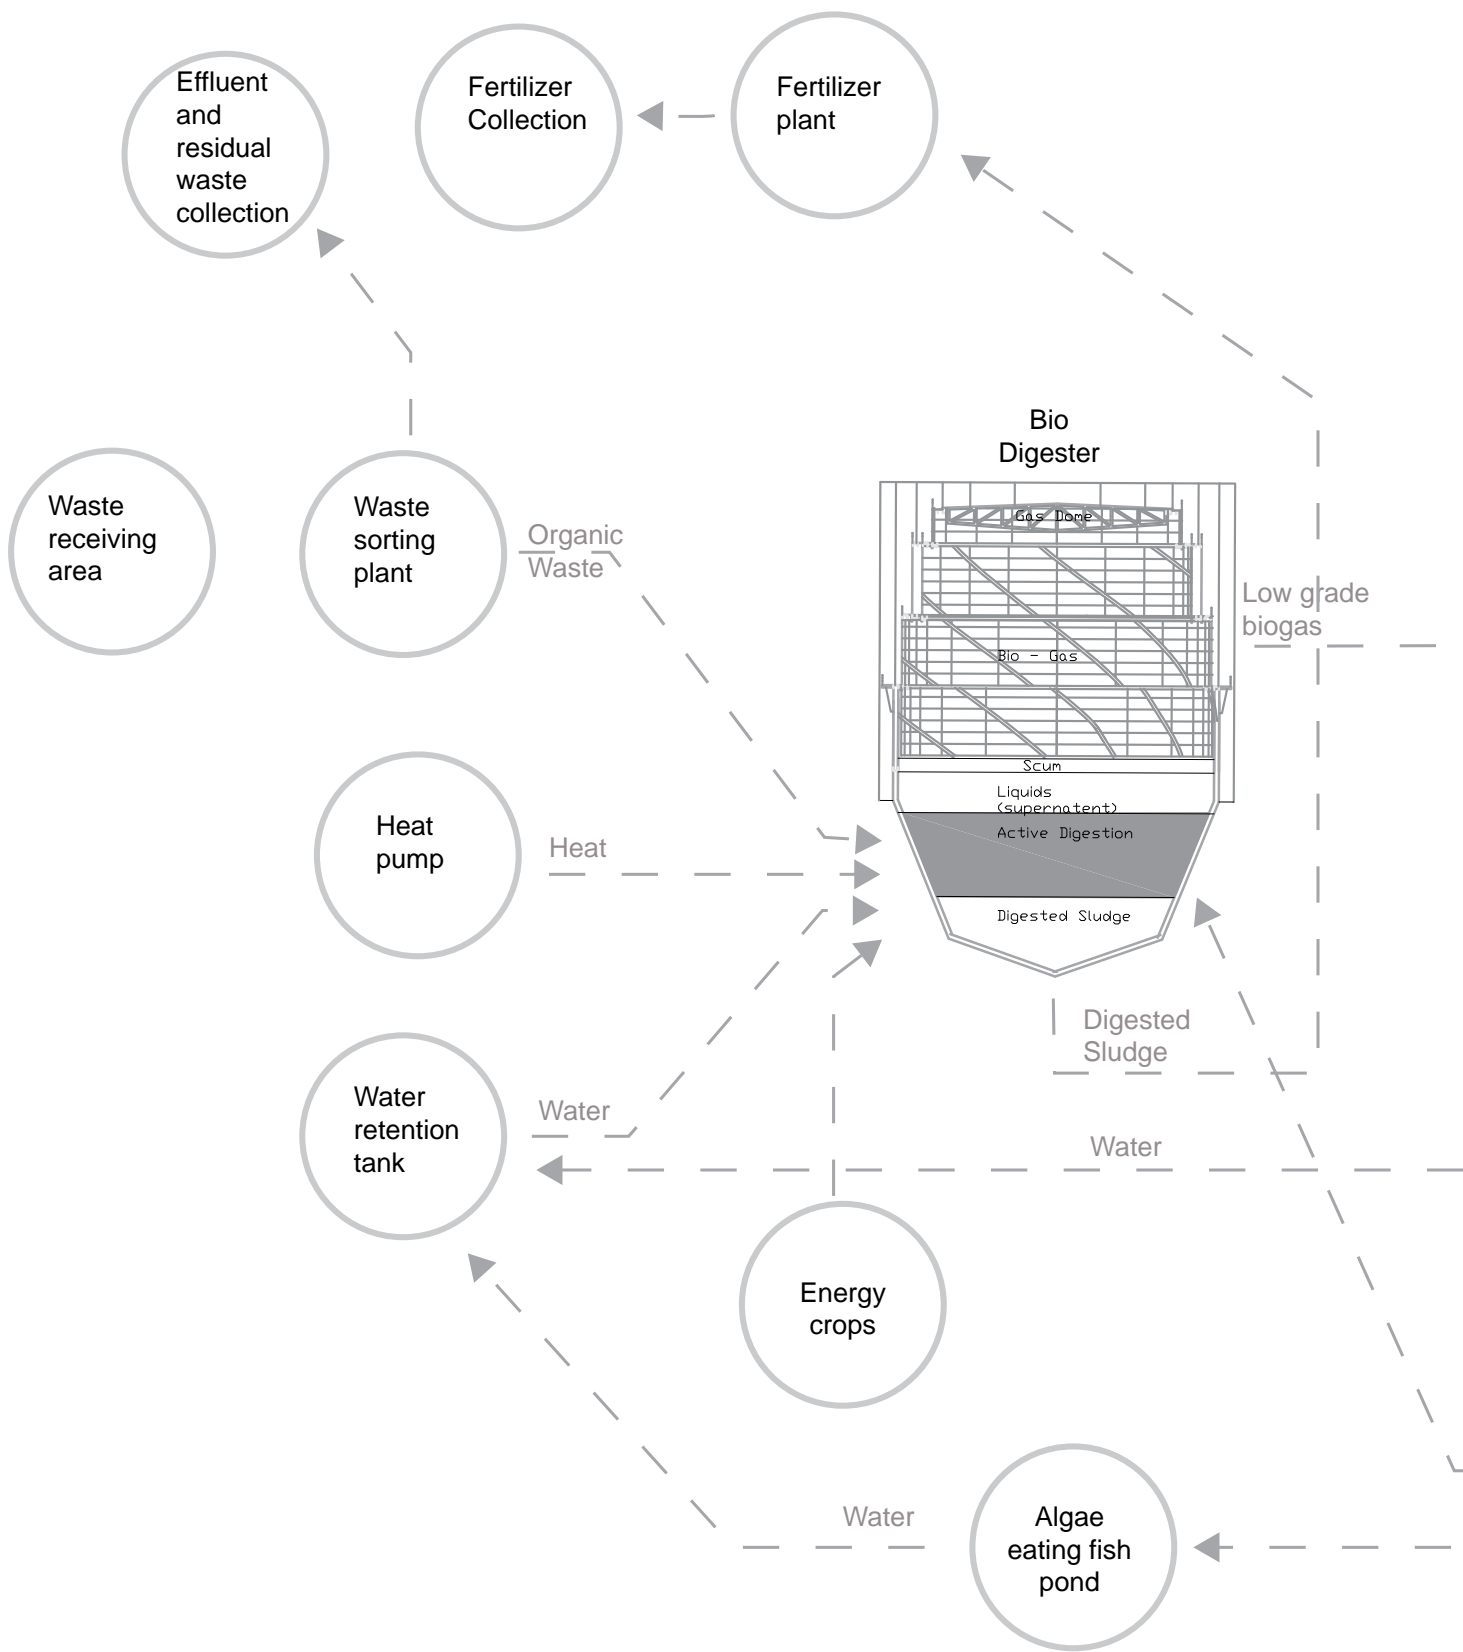 Effluent
and
residual
waste
collection
Fertilizer
Collection
Fertilizer
plant
Bio
Digester
Waste
receiving
area
Waste
sorting
plant
Organic
Waste
Gas Dome
Low grade
biogas
Bio - Gas
Scum
Liquids
(supernatent)
Active Digestion
Digested Sludge
Heat
pump
Heat
Digested
Sludge
Water
retention
tank
Water
Water
Energy
crops
Water
Algae
eating fish
pond